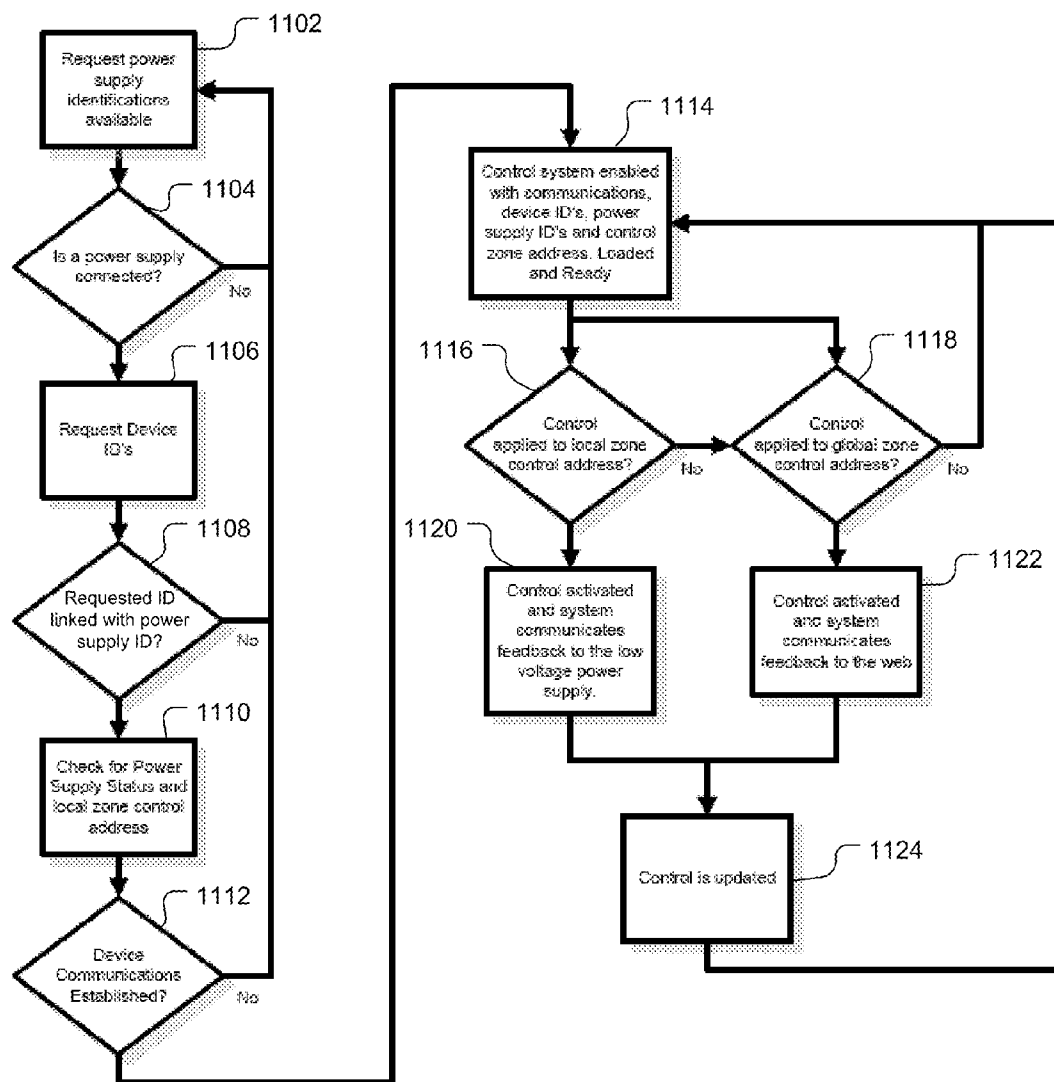 1102
Request power
supply
identifications
available
1104
Is a power supply
connected?
No
1106
Request Device
ID's
1108
Requested ID
linked with power
supply ID?
No
1110
Check for Power
Supply Status and
local zone control
address
1112
Device
Communications
Established?
No
1114
Control system enabled
with communications,
device ID's, power
supply ID's and control
zone address. Loaded
and Ready
1116
Control
applied to local zone
control address?
No
1118
Control
applied to global zone
control address?
No
1120
Control activated
and system
communicates
feedback to the low
voltage power
supply.
1122
Control activated
and system
communicates
feedback to the web
1124
Control is updated